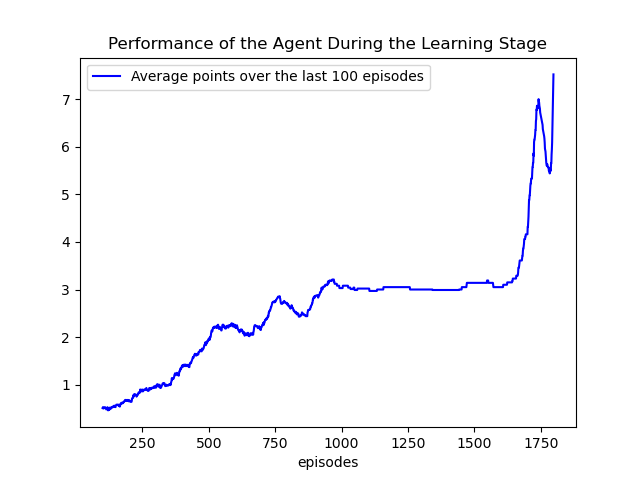 Performance of the Agent During the Learning Stage
Average points over the last 100 episodes
7
6
5
4
3
2
1
250 500 750 1000 1250 1500 1750
episodes